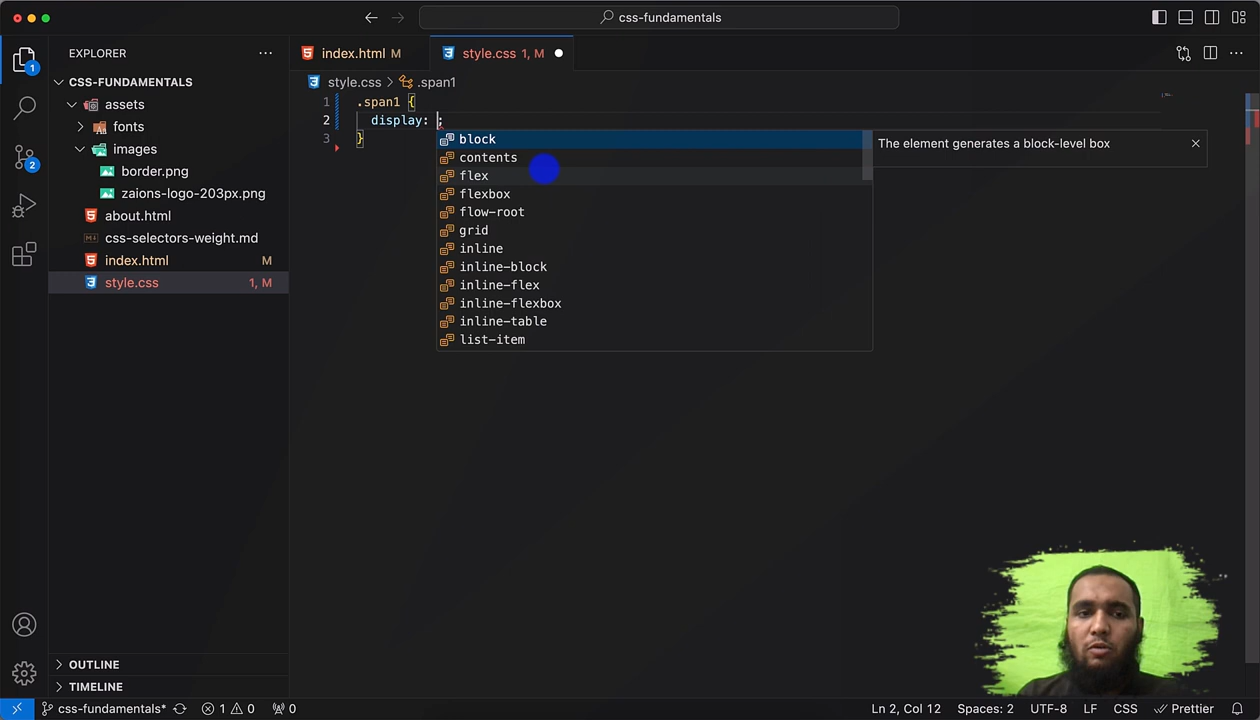 css-fundamentals
EXPLORER
CSS-FUNDAMENTALS
assets
fonts
images
border.png
zaions-logo-203px.png
about.html
css-selectors-weight.md
index.html M
style.css 1, M
OUTLINE
TIMELINE
1
2
index.html M
style.css 1, M
style.css > .span1
1 .span1 {
2 display: ;
3 }
block
contents
flex
flexbox
flow-root
grid
inline
inline-block
inline-flex
inline-flexbox
inline-table
list-item
The element generates a block-level box
css-fundamentals* 1 0 0
Ln 2, Col 12 Spaces: 2 UTF-8 LF CSS Prettier